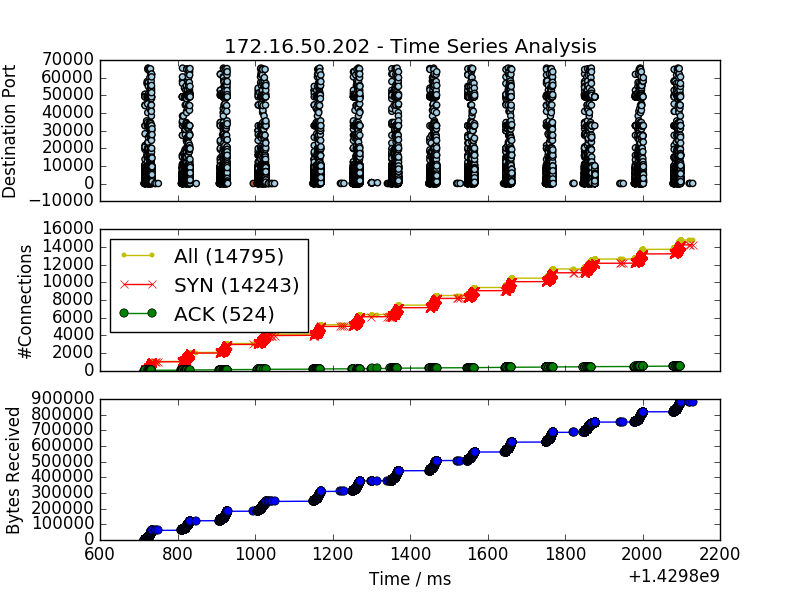 172.16.50.202 - Time Series Analysis
Destination Port
70000
60000
50000
40000
30000
20000
10000
0
−10000
#Connections
16000
14000
12000
10000
8000
6000
4000
2000
0
All (14795)
SYN (14243)
ACK (524)
Bytes Received
900000
800000
700000
600000
500000
400000
300000
200000
100000
0
600 800 1000 1200 1400 1600 1800 2000 2200
Time / ms
+1.4298e9